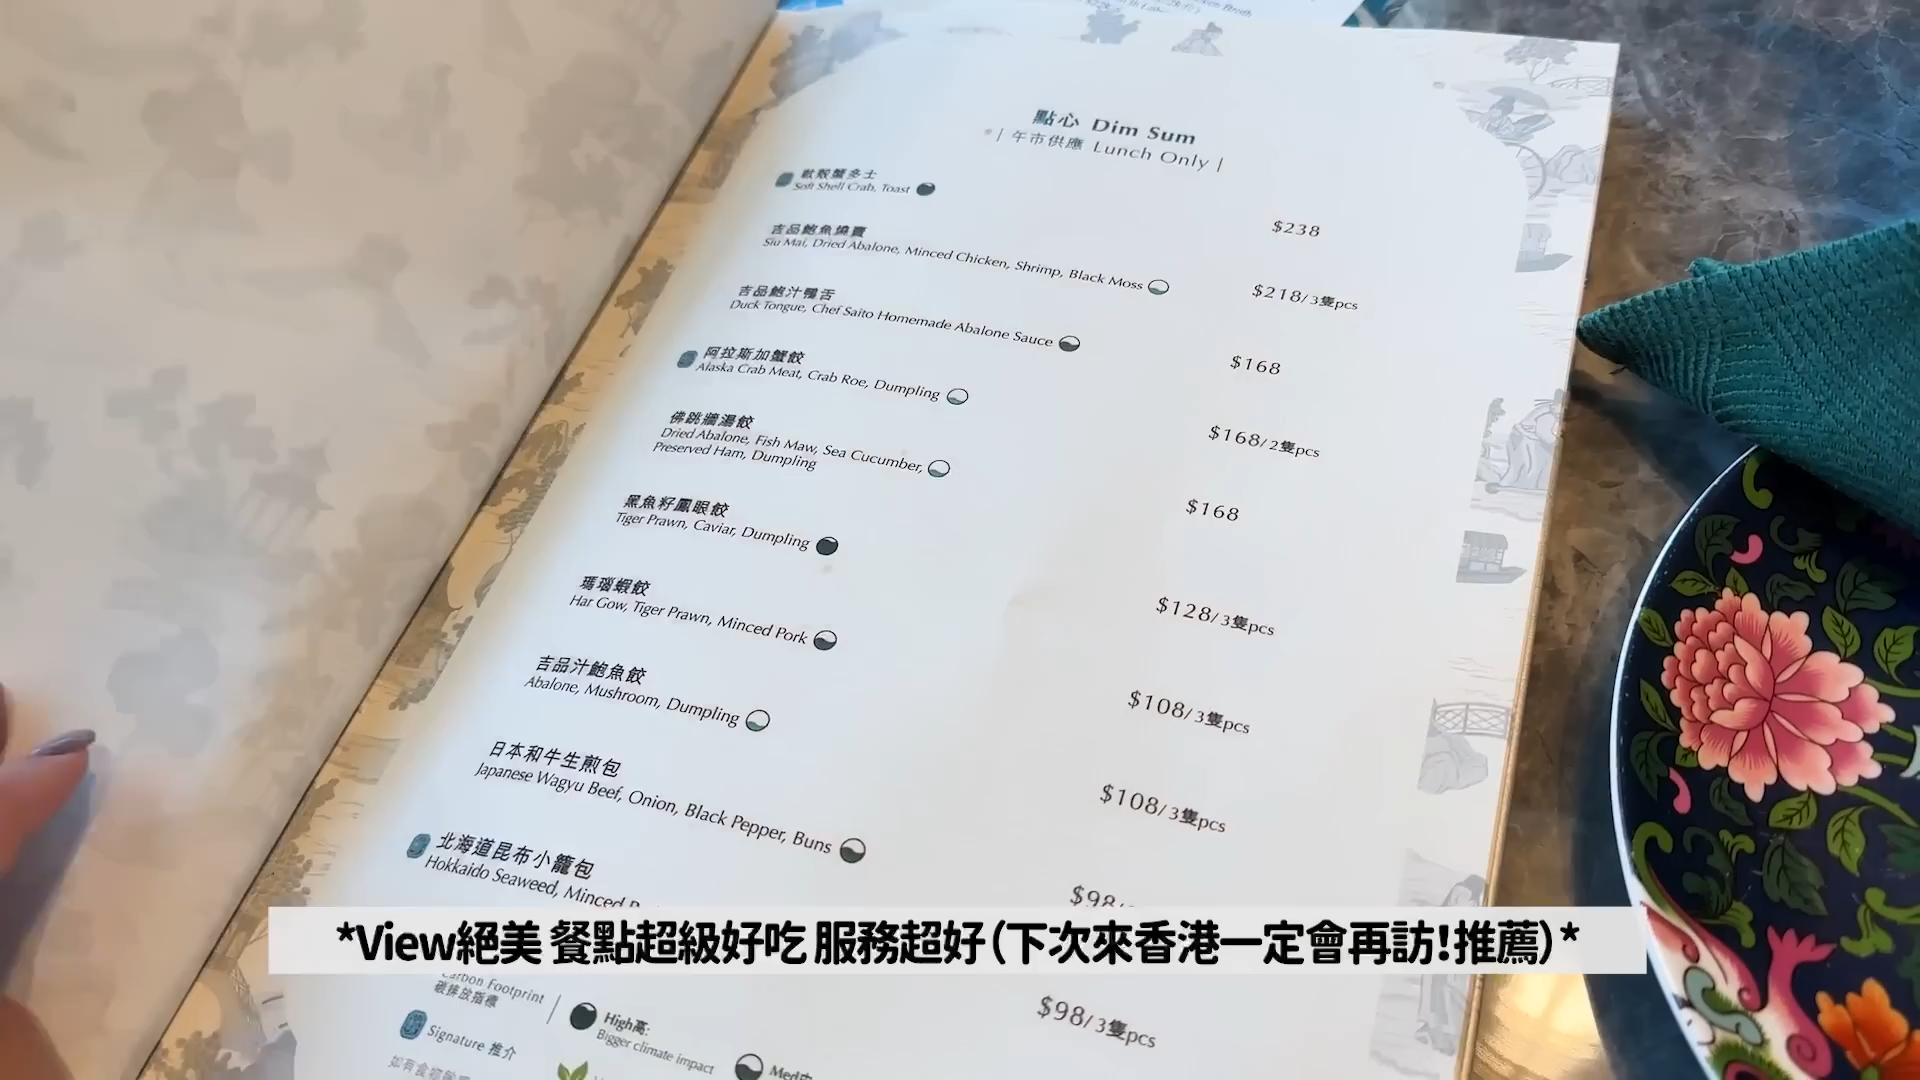 點心 Dim Sum
| 午市供應 Lunch Only |
軟殼蟹多士
Soft Shell Crab, Toast
$238
吉品鮑魚燒賣
Siu Mai, Dried Abalone, Minced Chicken, Shrimp, Black Moss
$218/3隻pcs
吉品鮑汁鴨舌
Duck Tongue, Chef Saito Homemade Abalone Sauce
$168
阿拉斯加蟹餃
Alaska Crab Meat, Crab Roe, Dumpling
$168/2隻pcs
佛跳牆湯餃
Dried Abalone, Fish Maw, Sea Cucumber,
Preserved Ham, Dumpling
$168
黑魚籽鳳眼餃
Tiger Prawn, Caviar, Dumpling
$128/3隻pcs
瑪瑙蝦餃
Har Gow, Tiger Prawn, Minced Pork
$108/3隻pcs
吉品汁鮑魚餃
Abalone, Mushroom, Dumpling
$108/3隻pcs
日本和牛生煎包
Japanese Wagyu Beef, Onion, Black Pepper, Buns
$98/
北海道昆布小籠包
Hokkaido Seaweed, Minced
$98/3隻pcs
*View絕美 餐點超級好吃 服務超好(下次來香港一定會再訪!推薦)*
Carbon Footprint
碳排放指標
High高:
Bigger climate impact
Signature 推介
如有食物